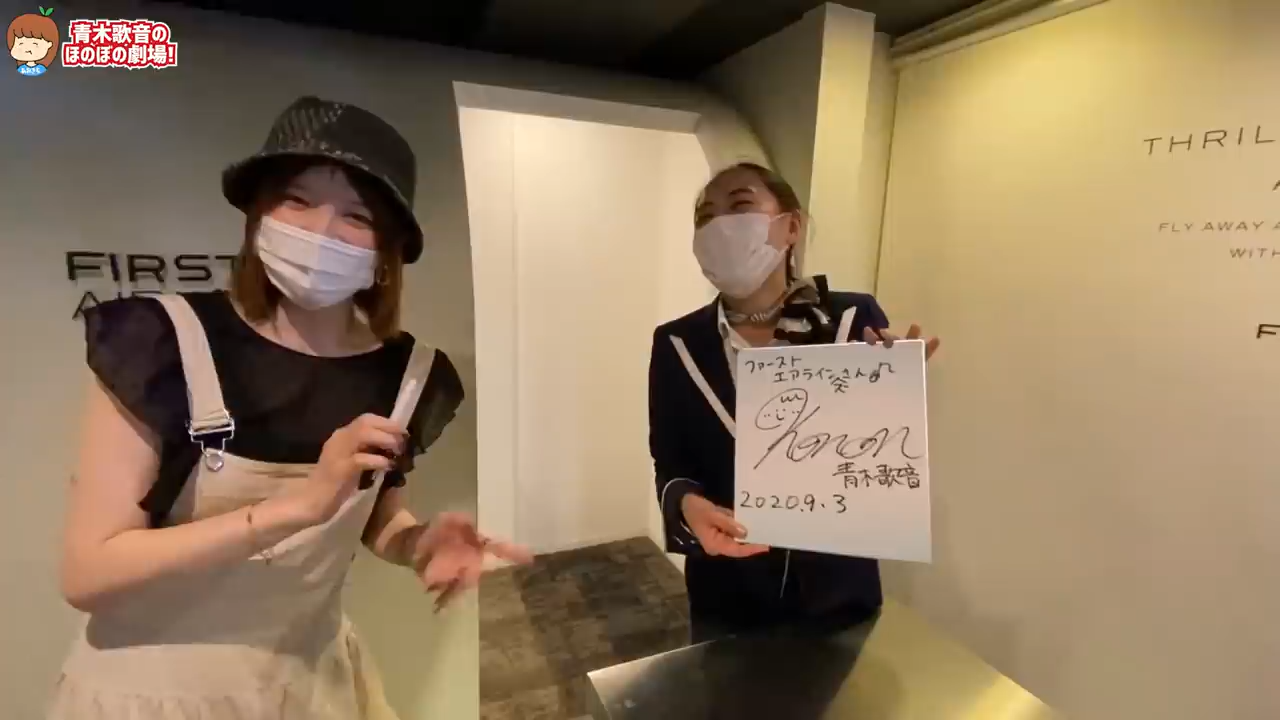 青木歌音の
ほのぼの劇場!
FIRST
THRIL
FLY AWAY
WITH
F
ファースト
エアラインさん江
Kanon
青木歌音
2020.9.3